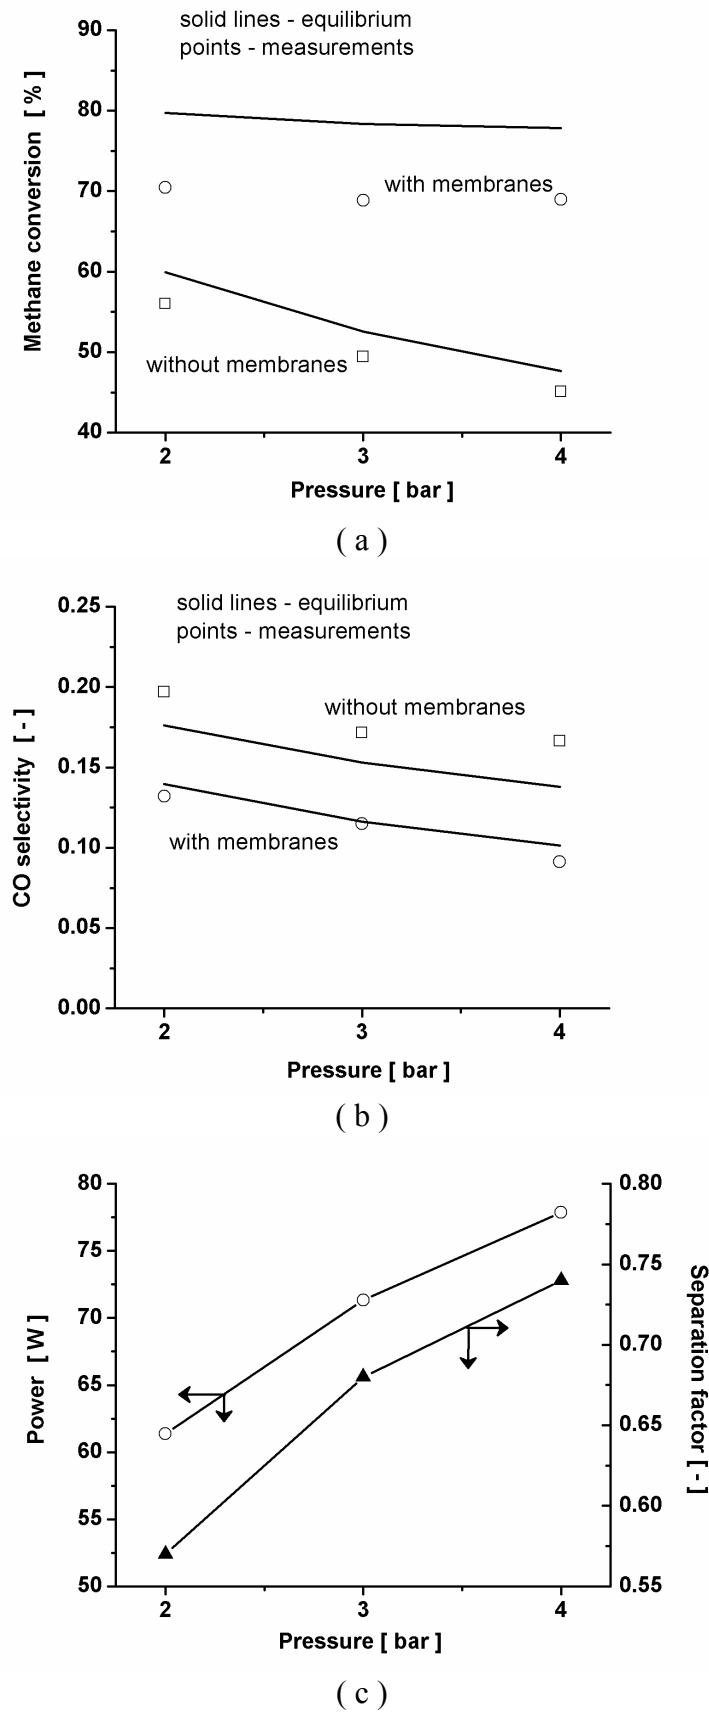 solid lines - equilibrium
points - measurements
90
80
70
60
50
40
Methane conversion [ % ]
with membranes
without membranes
2 3 4
Pressure [ bar ]
( a )
solid lines - equilibrium
points - measurements
0.25
0.20
0.15
0.10
0.05
0.00
CO selectivity [ - ]
without membranes
with membranes
2 3 4
Pressure [ bar ]
( b )
80
75
70
65
60
55
50
Power [ W ]
0.80
0.75
0.70
0.65
0.60
0.55
Separation factor [ - ]
2 3 4
Pressure [ bar ]
( c )